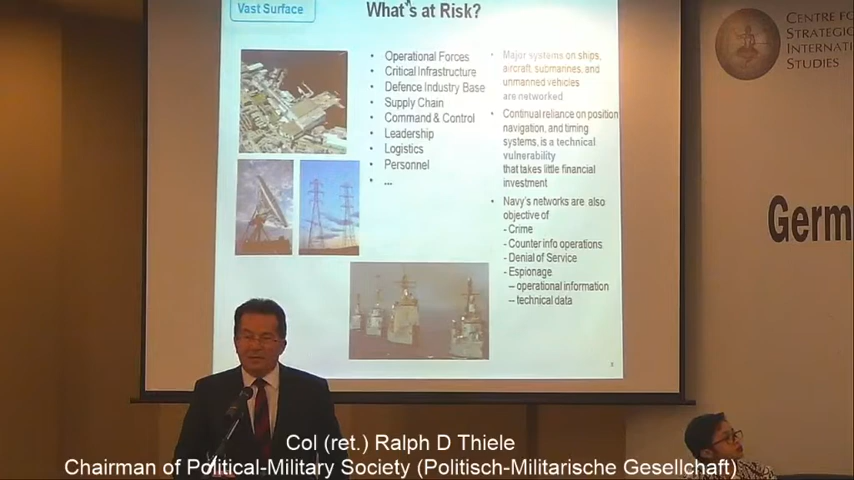 Vast Surface
What's at Risk?
• Operational Forces
• Critical Infrastructure
• Defence Industry Base
• Supply Chain
• Command & Control
• Leadership
• Logistics
• Personnel
• ...
• Major systems on ships,
aircraft, submarines, and
unmanned vehicles
are networked
• Continual reliance on position
navigation, and timing
systems, is a technical
vulnerability
that takes little financial
investment
• Navy's networks are also
objective of
- Crime
- Counter info operations
- Denial of Service
- Espionage
– operational information
– technical data
CENTRE FO
STRATEGIC
INTERNATI
STUDIES
Germ
Col (ret.) Ralph D Thiele
Chairman of Political-Military Society (Politisch-Militarische Gesellchaft)